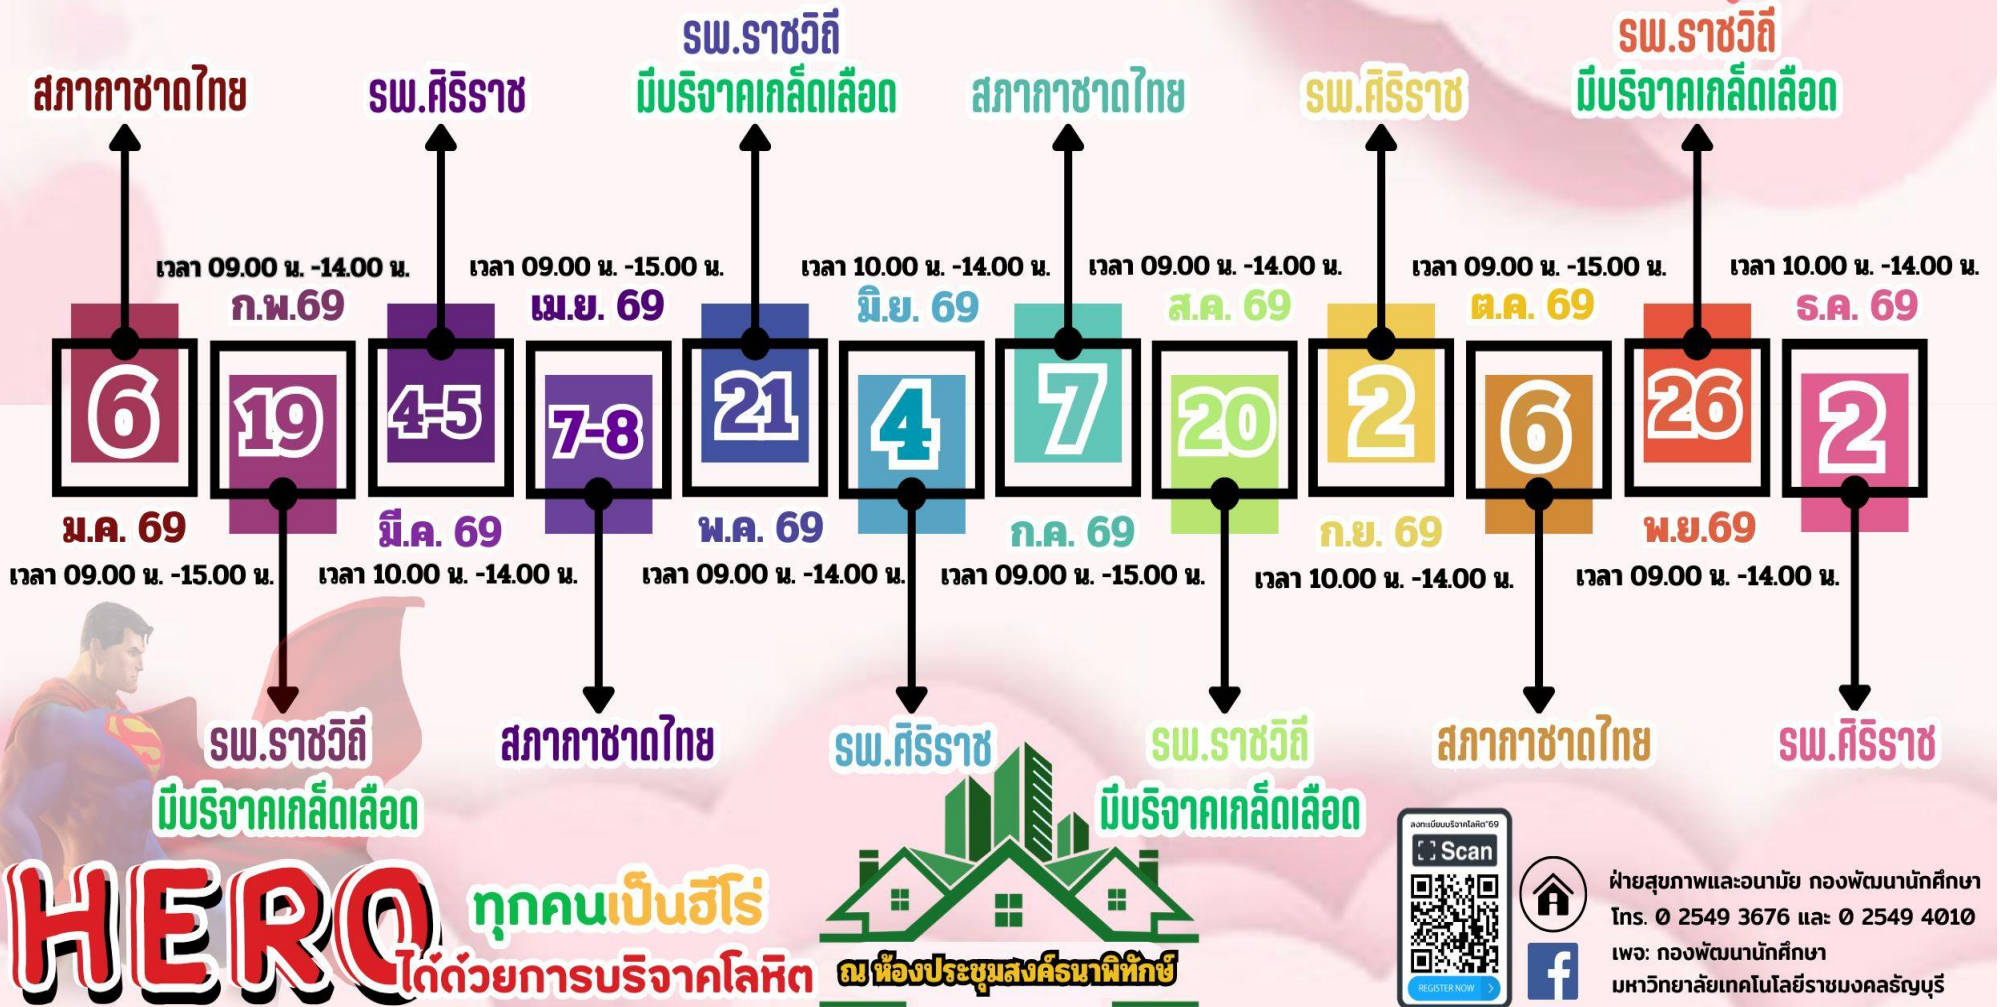 สภากาชาดไทย
รพ.ศิริราช
รพ.ราชวิถี
มีบริจาคเกล็ดเลือด
สภากาชาดไทย
รพ.ศิริราช
รพ.ราชวิถี
มีบริจาคเกล็ดเลือด
เวลา 09.00 น. -14.00 น.
เวลา 09.00 น. -15.00 น.
เวลา 10.00 น. -14.00 น.
เวลา 09.00 น. -14.00 น.
เวลา 09.00 น. -15.00 น.
เวลา 10.00 น. -14.00 น.
ก.พ.69
เม.ย. 69
มิ.ย. 69
ส.ค. 69
ต.ค. 69
ธ.ค. 69
6
19
4-5
7-8
21
4
7
20
2
6
26
2
ม.ค. 69
มี.ค. 69
พ.ค. 69
ก.ค. 69
ก.ย. 69
พ.ย.69
เวลา 09.00 น. -15.00 น.
เวลา 10.00 น. -14.00 น.
เวลา 09.00 น. -14.00 น.
เวลา 09.00 น. -15.00 น.
เวลา 10.00 น. -14.00 น.
เวลา 09.00 น. -14.00 น.
รพ.ราชวิถี
มีบริจาคเกล็ดเลือด
สภากาชาดไทย
รพ.ศิริราช
รพ.ราชวิถี
มีบริจาคเกล็ดเลือด
สภากาชาดไทย
รพ.ศิริราช
HERO
ทุกคนเป็นฮีโร่
ได้ด้วยการบริจาคโลหิต
ณ ห้องประชุมสงค์ธนาพิทักษ์
ลงทะเบียนบริจาคโลหิต'69
Scan
REGISTER NOW
ฝ่ายสุขภาพและอนามัย กองพัฒนานักศึกษา
โทร. 0 2549 3676 และ 0 2549 4010
เพจ: กองพัฒนานักศึกษา
มหาวิทยาลัยเทคโนโลยีราชมงคลธัญบุรี